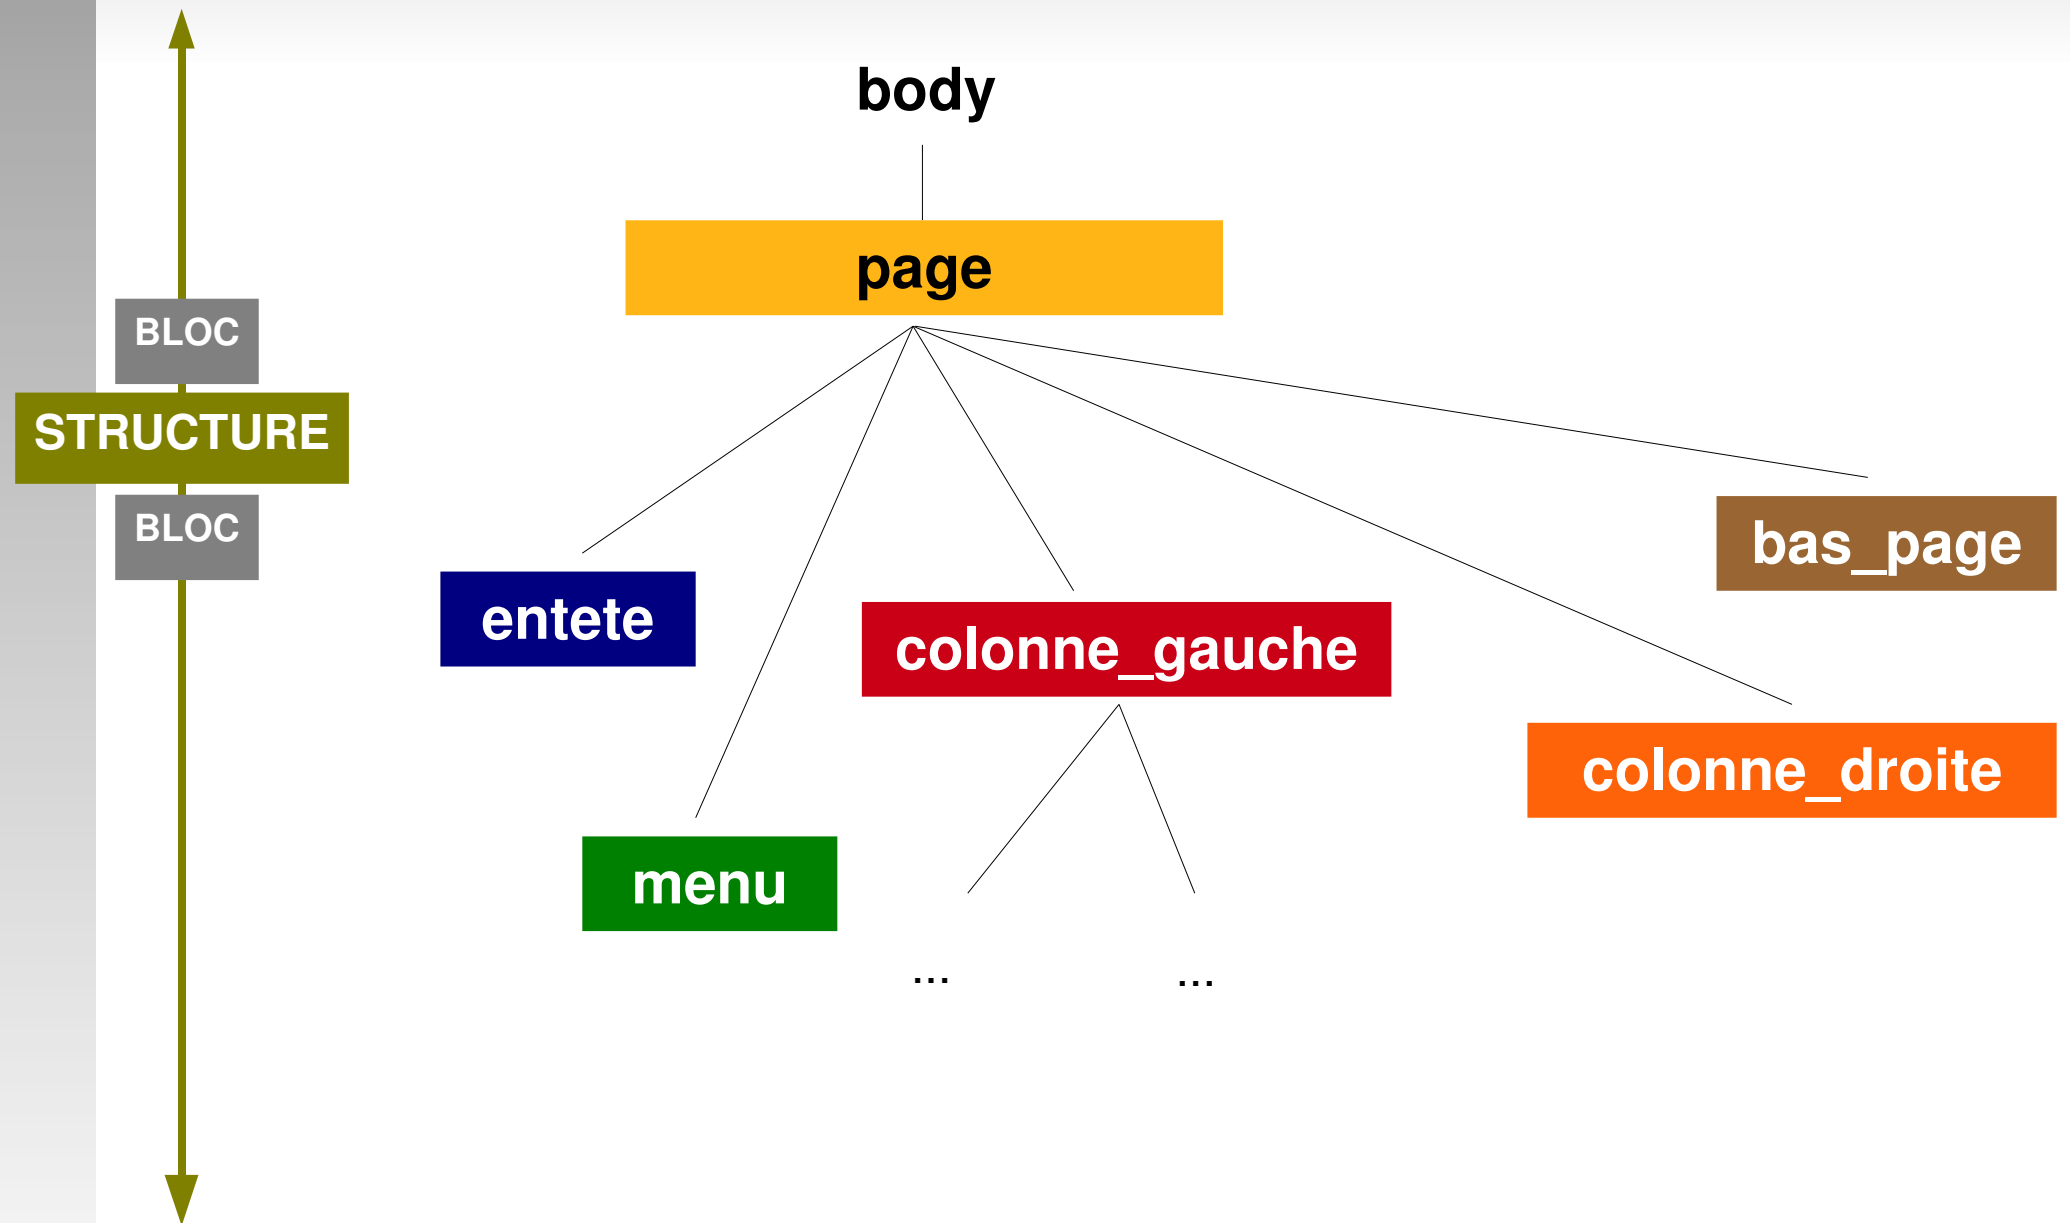 body
page
BLOC
STRUCTURE
BLOC
bas_page
entete
colonne_gauche
colonne_droite
menu
...
...